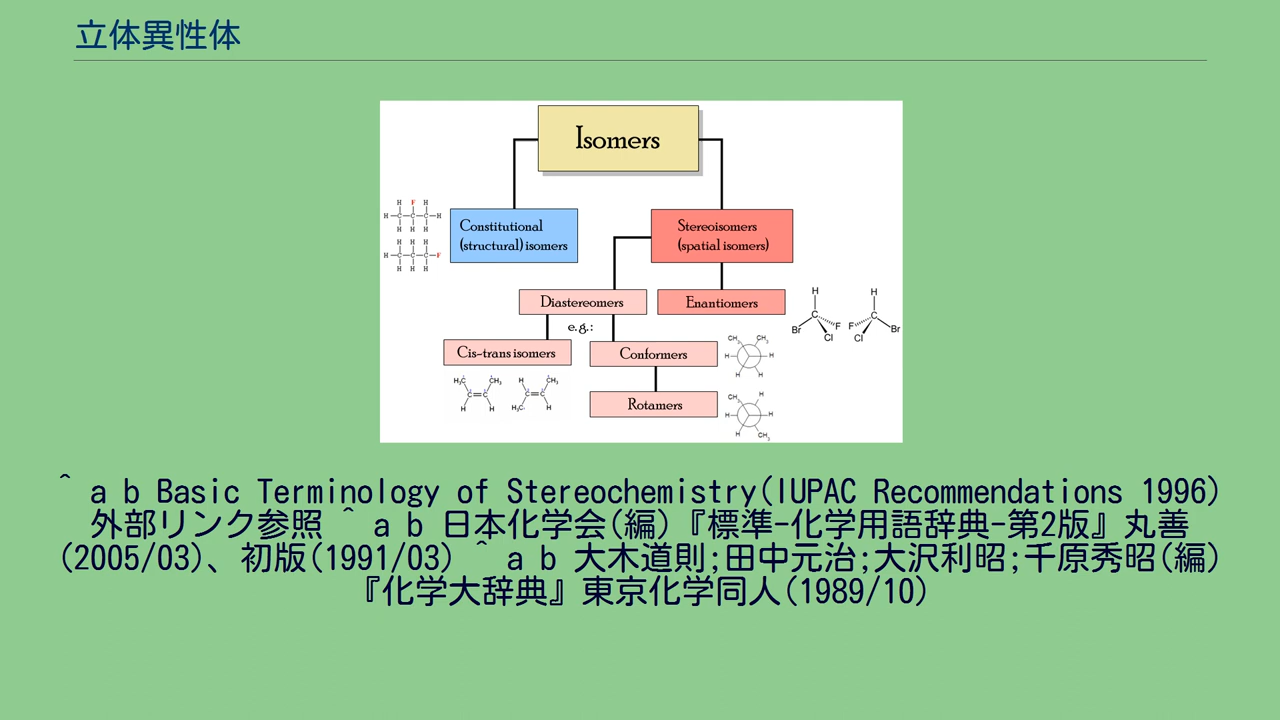 立体異性体
Isomers
Constitutional
(structural) isomers
Stereoisomers
(spatial isomers)
Diastereomers
Enantiomers
e.g.:
Cis-trans isomers
Conformers
Rotamers
^ a b Basic Terminology of Stereochemistry(IUPAC Recommendations 1996)
外部リンク参照 ^ a b 日本化学会(編)『標準-化学用語辞典-第2版』丸善
(2005/03)、初版(1991/03) ^ a b 大木道則;田中元治;大沢利昭;千原秀昭(編)
『化学大辞典』東京化学同人(1989/10)